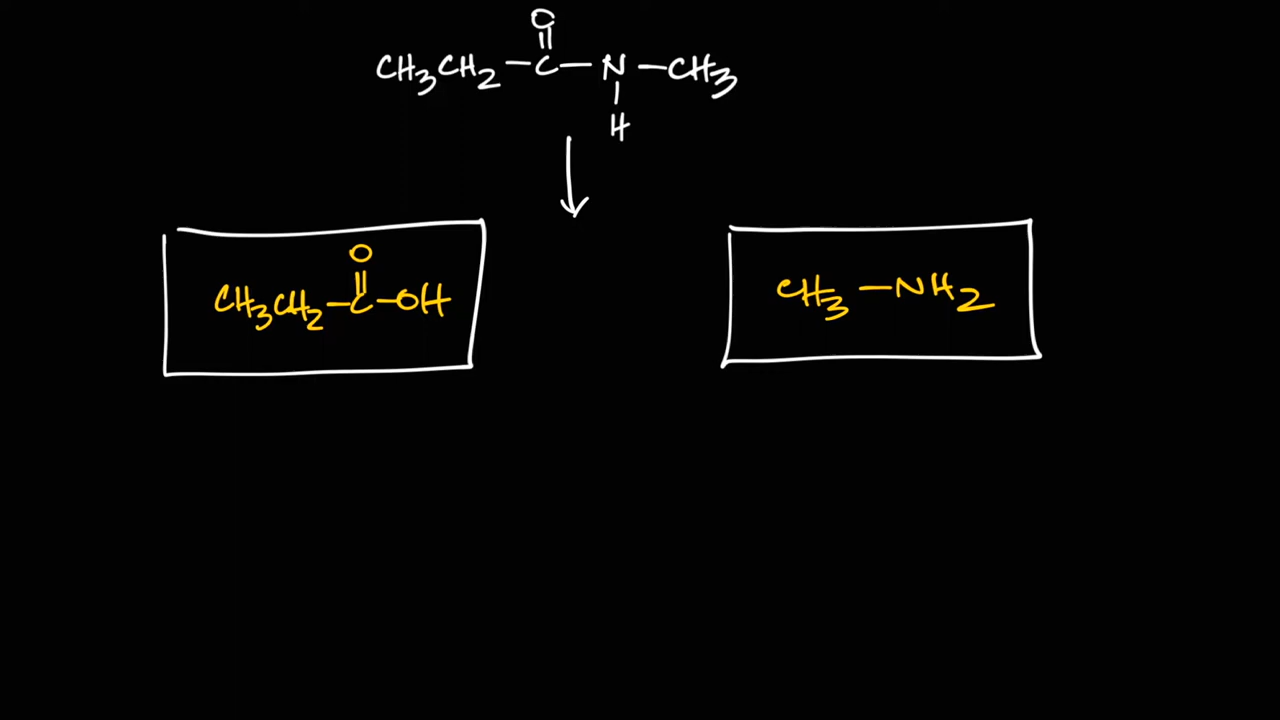 O
CH3CH2-C-N-CH3
H
O
CH3CH2-C-OH
CH3-NH2